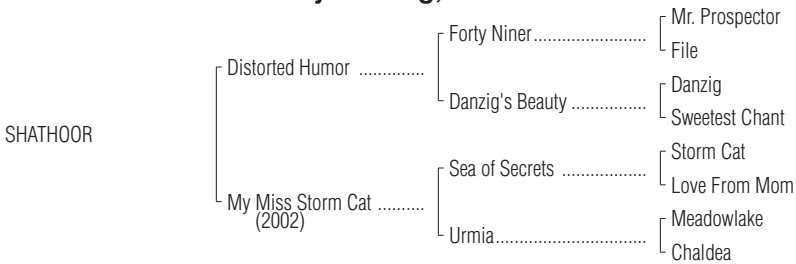 Mr. Prospector
Forty Niner..............................
File
Distorted Humor ..............
Danzig
Danzig's Beauty ....................
Sweetest Chant
SHATHOOR
Storm Cat
Sea of Secrets ......................
Love From Mom
My Miss Storm Cat ..........
(2002)
Meadowlake
Urmia........................................
Chaldea